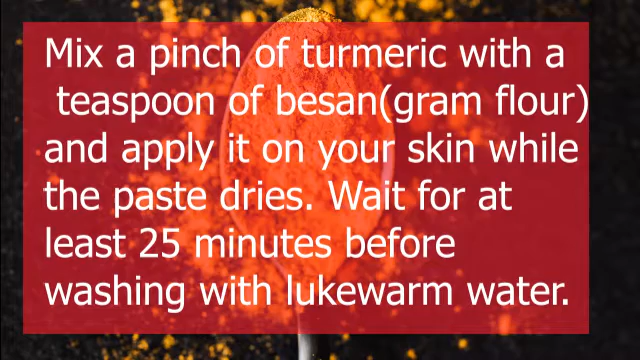 Mix a pinch of turmeric with a
teaspoon of besan(gram flour)
and apply it on your skin while
the paste dries. Wait for at
least 25 minutes before
washing with lukewarm water.